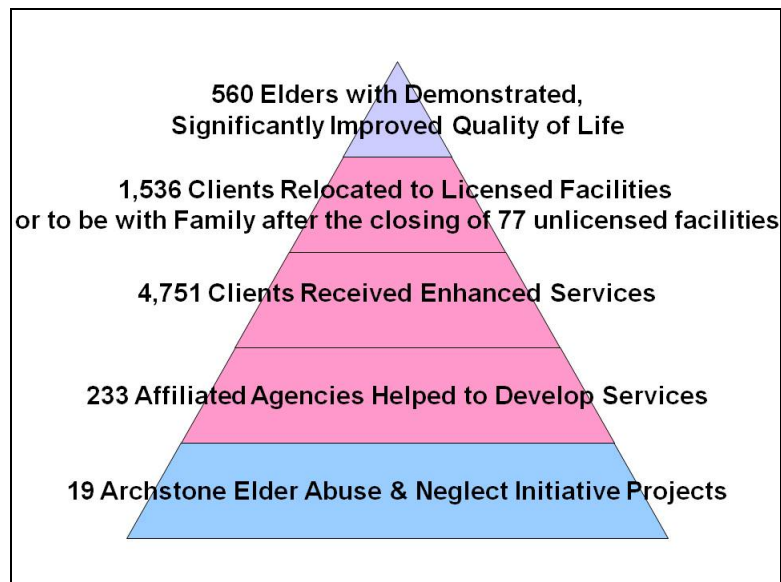 560 Elders with Demonstrated,
Significantly Improved Quality of Life
1,536 Clients Relocated to Licensed Facilities
or to be with Family after the closing of 77 unlicensed facilities
4,751 Clients Received Enhanced Services
233 Affiliated Agencies Helped to Develop Services
19 Archstone Elder Abuse & Neglect Initiative Projects